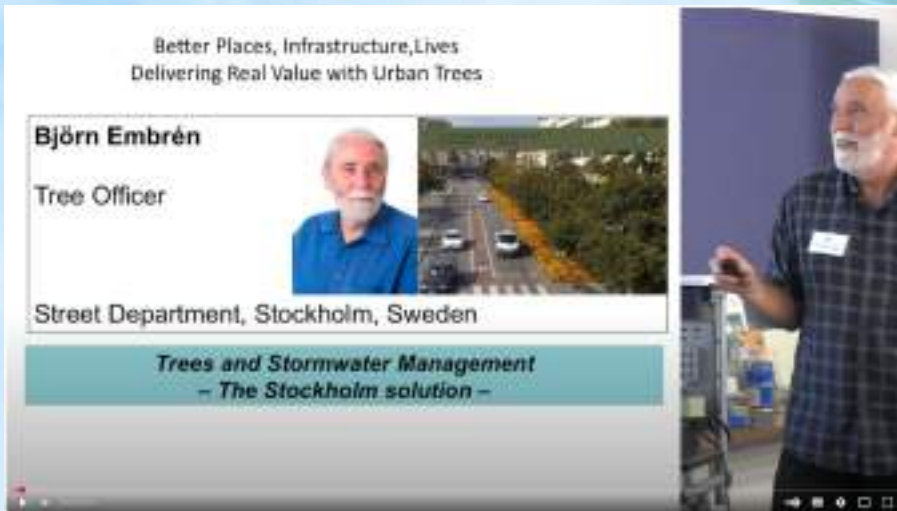 Better Places, Infrastructure,Lives
Delivering Real Value with Urban Trees
Björn Embrén
Tree Officer
Street Department, Stockholm, Sweden
Trees and Stormwater Management
– The Stockholm solution –